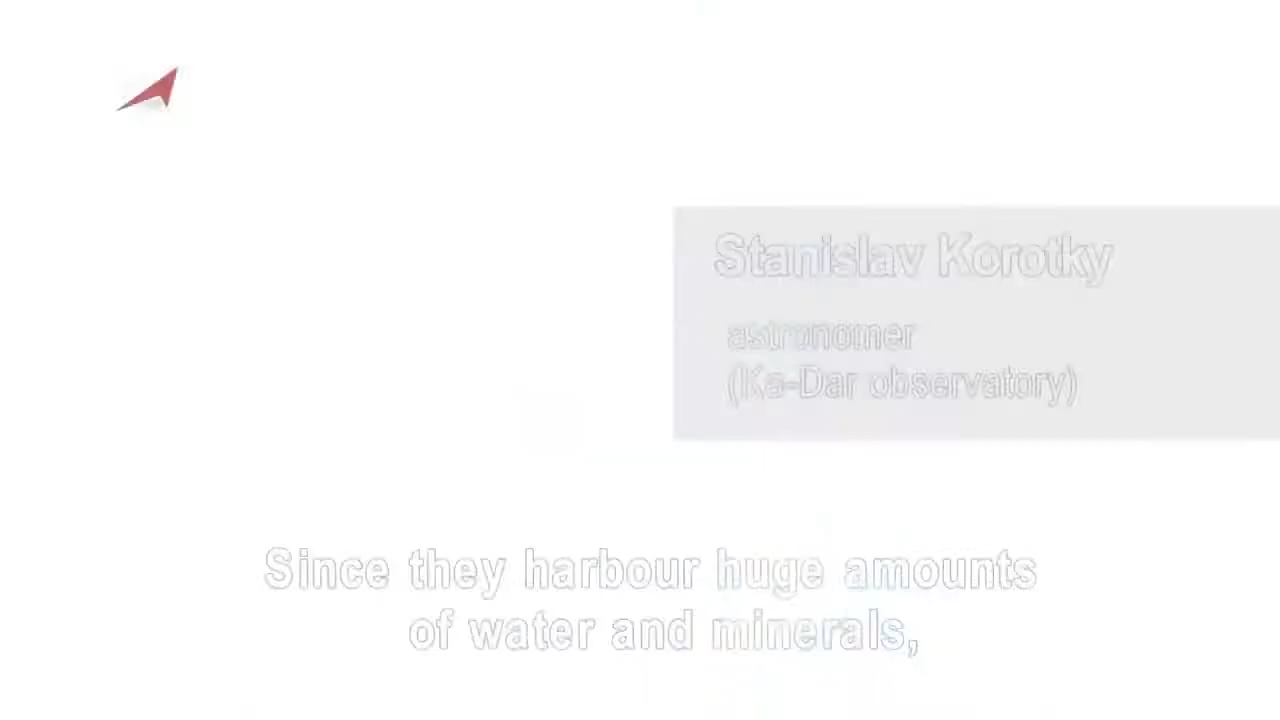 Stanislav Korotky
astronomer
(Ka-Dar observatory)
Since they harbour huge amounts
of water and minerals,